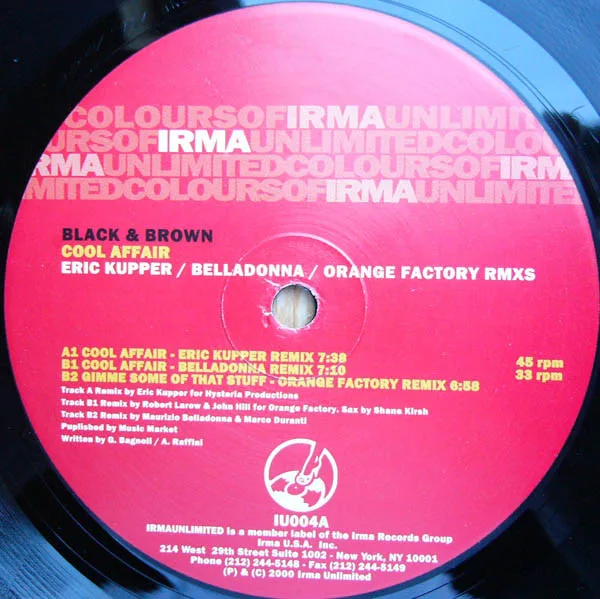 COLOURSOFIRMAUNLIMITED
OURSOFIRMAUNLIMITEDCOLOU
IRMAUNLIMITEDCOLOURSOFIRMA
MITEDCOLOURSOFIRMAUNLIMITED
BLACK & BROWN
COOL AFFAIR
ERIC KUPPER / BELLADONNA / ORANGE FACTORY RMXS
A1 COOL AFFAIR - ERIC KUPPER REMIX 7:38 45 rpm
B1 COOL AFFAIR - BELLADONNA REMIX 7:10 33 rpm
B2 GIMME SOME OF THAT STUFF - ORANGE FACTORY REMIX 6:58
Track A Remix by Eric Kupper for Hysteria Productions
Track B1 Remix by Robert Larow & John Hill for Orange Factory. Sax by Shane Kirsh
Track B2 Remix by Maurizio Belladonna & Marco Duranti
Puplished by Music Market
Written by G. Bagnoli / A. Raffini
IU004A
IRMAUNLIMITED is a member label of the Irma Records Group
Irma U.S.A. Inc.
214 West 29th Street Suite 1002 - New York, NY 10001
Phone (212) 244-5148 - Fax (212) 244-5149
(P) & (C) 2000 Irma Unlimited